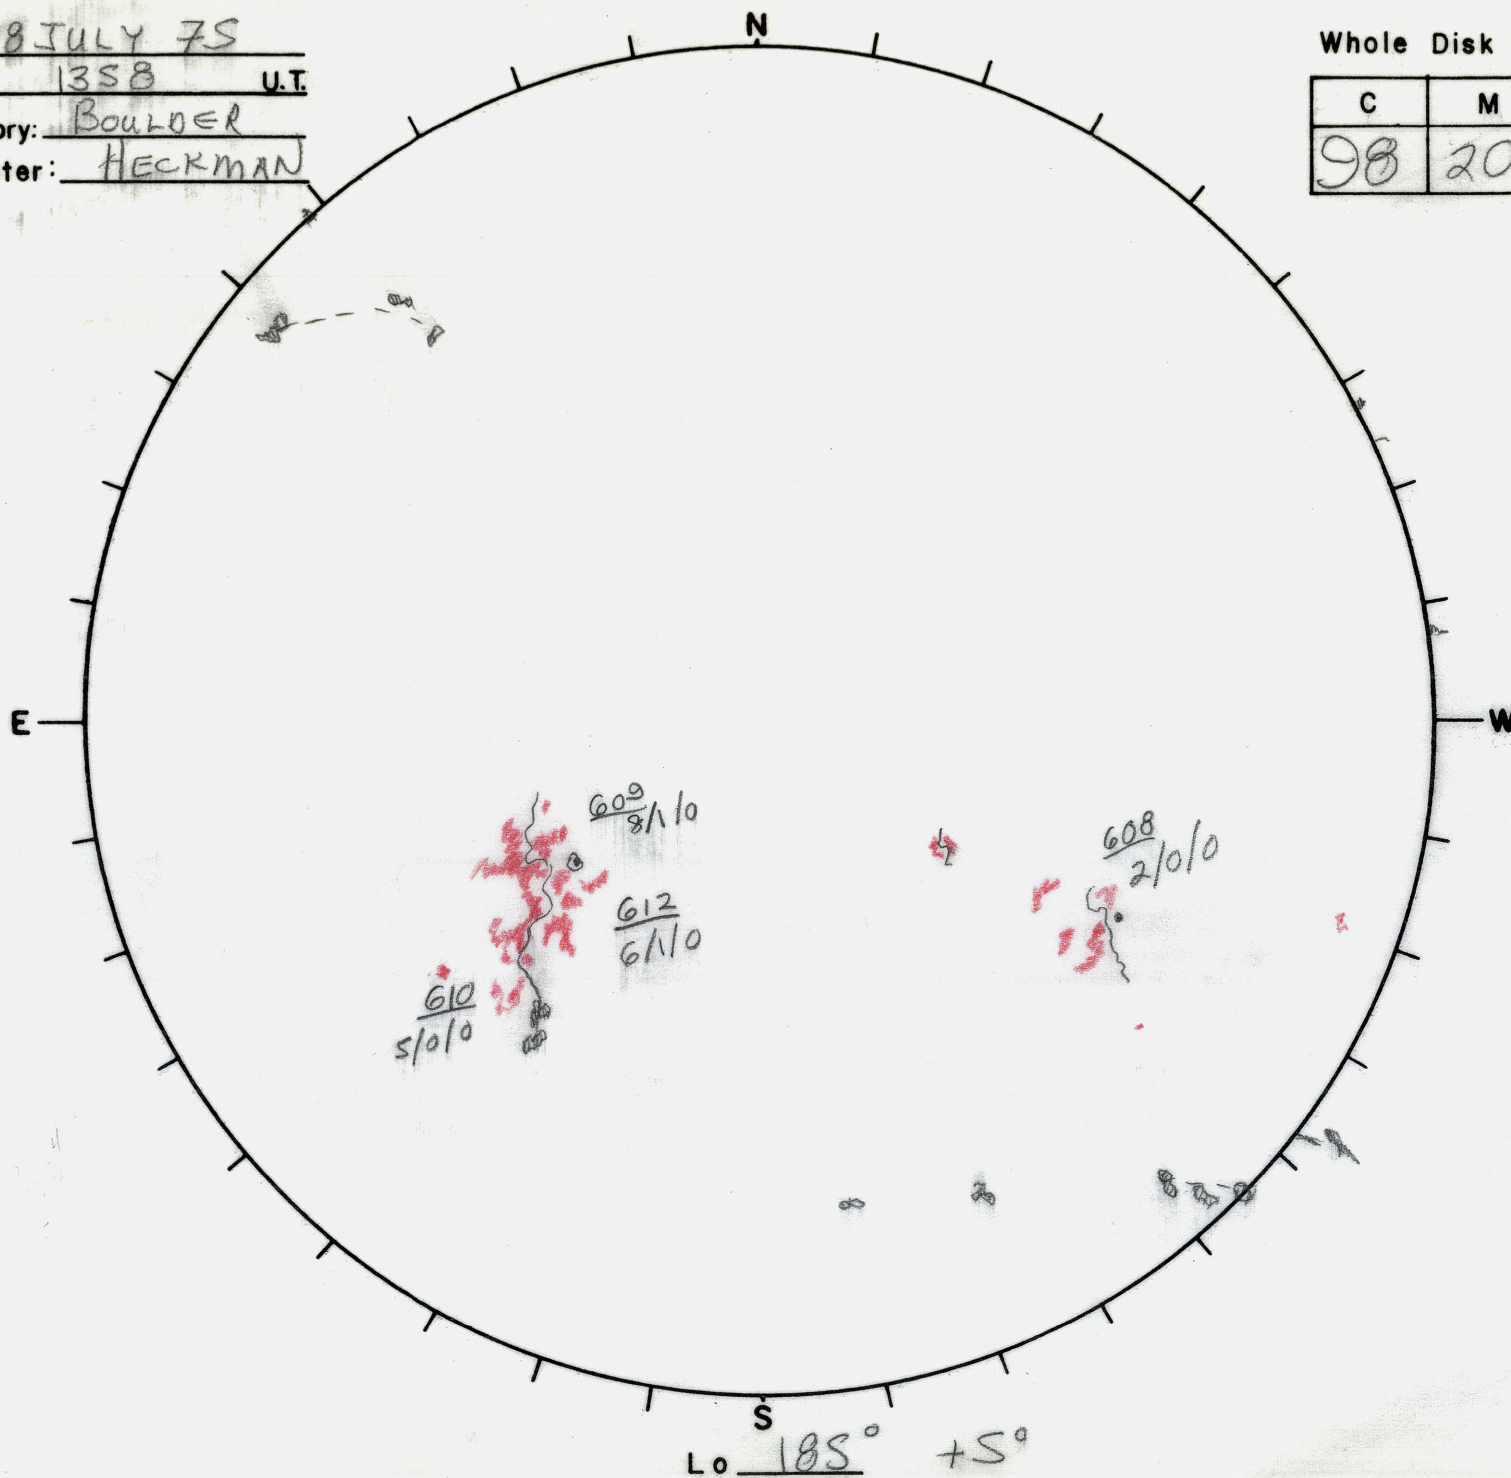 8 JULY 75
1358 U.T.
ory: BOULDER
ter: HECKMAN
N
Whole Disk
C M
98 20
E
W
609
8/1/0
608
2/0/0
612
6/1/0
610
5/0/0
S
Lo 185° +5°